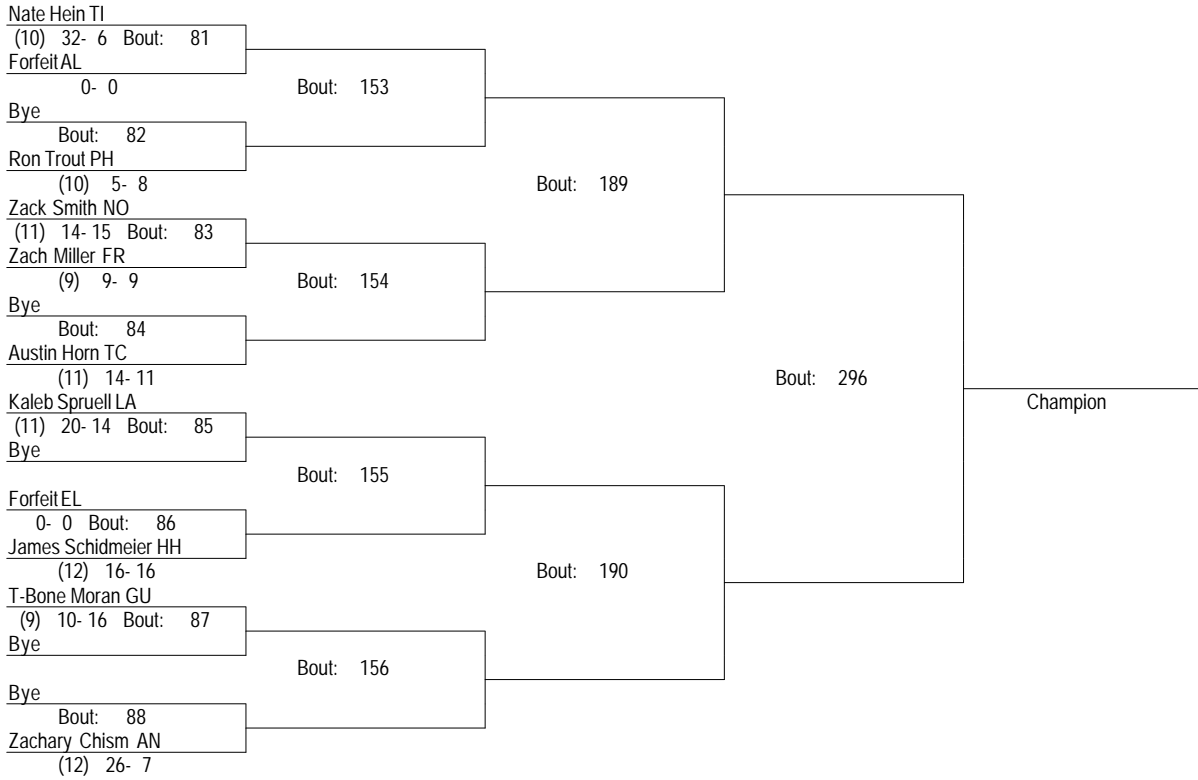 Nate Hein TI
(10) 32- 6 Bout: 81
Forfeit AL
0- 0
Bout: 153
Bye
Bout: 82
Ron Trout PH
(10) 5- 8
Bout: 189
Zack Smith NO
(11) 14- 15 Bout: 83
Zach Miller FR
(9) 9- 9
Bout: 154
Bye
Bout: 84
Austin Horn TC
(11) 14- 11
Bout: 296
Champion
Kaleb Spruell LA
(11) 20- 14 Bout: 85
Bye
Bout: 155
Forfeit EL
0- 0 Bout: 86
James Schidmeier HH
(12) 16- 16
Bout: 190
T-Bone Moran GU
(9) 10- 16 Bout: 87
Bye
Bout: 156
Bye
Bout: 88
Zachary Chism AN
(12) 26- 7